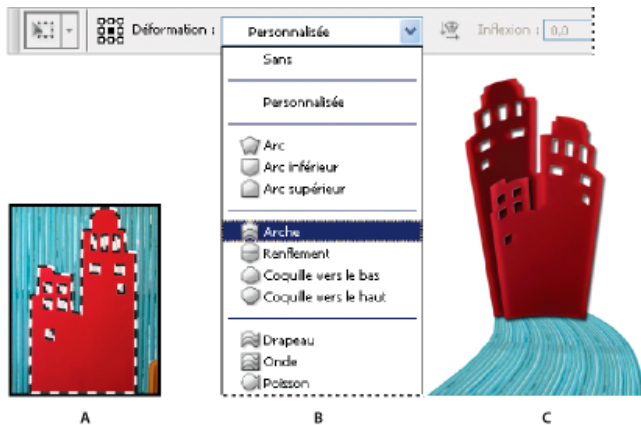 Déformation : Personnalisée Inflexion : 0,0
Sans
Personnalisée
Arc
Arc inférieur
Arc supérieur
Arche
Renflement
Coquille vers le bas
Coquille vers le haut
Drapeau
Onde
Poisson
A B C